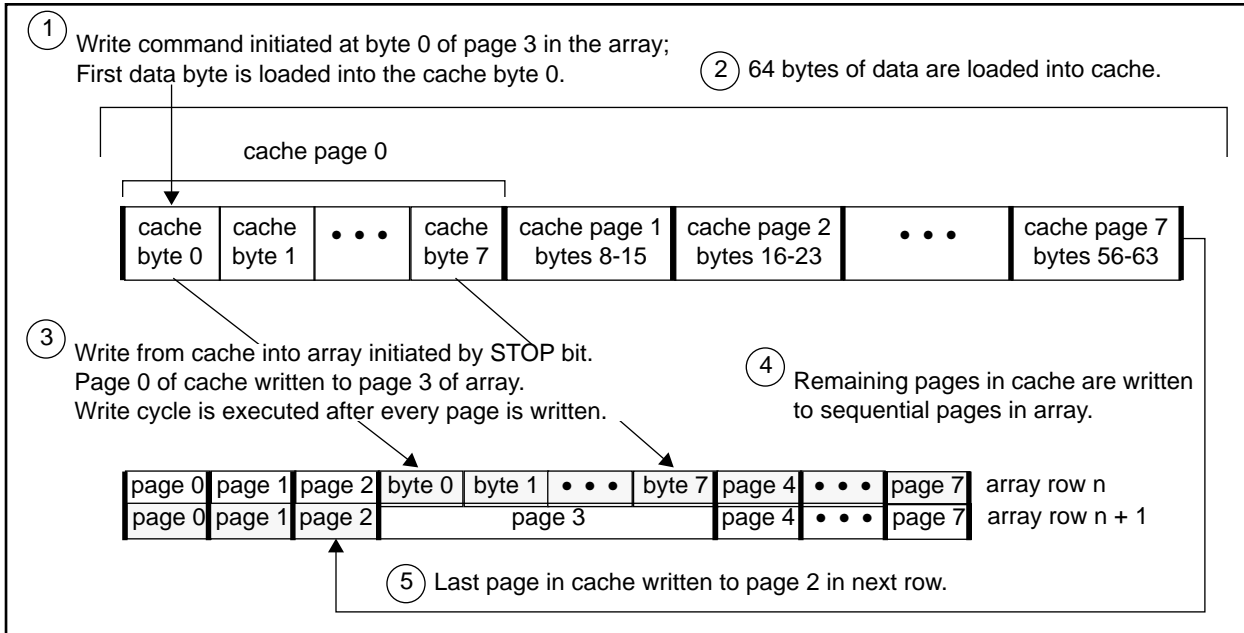 1
Write command initiated at byte 0 of page 3 in the array;
First data byte is loaded into the cache byte 0.
2 64 bytes of data are loaded into cache.
cache page 0
cache byte 0 cache byte 1 • • • cache byte 7 cache page 1 bytes 8-15 cache page 2 bytes 16-23 • • • cache page 7 bytes 56-63
3
Write from cache into array initiated by STOP bit.
Page 0 of cache written to page 3 of array.
Write cycle is executed after every page is written.
4
Remaining pages in cache are written
to sequential pages in array.
page 0 page 1 page 2 byte 0 byte 1 • • • byte 7 page 4 • • • page 7 array row n
page 0 page 1 page 2 page 3 page 4 • • • page 7 array row n + 1
5 Last page in cache written to page 2 in next row.